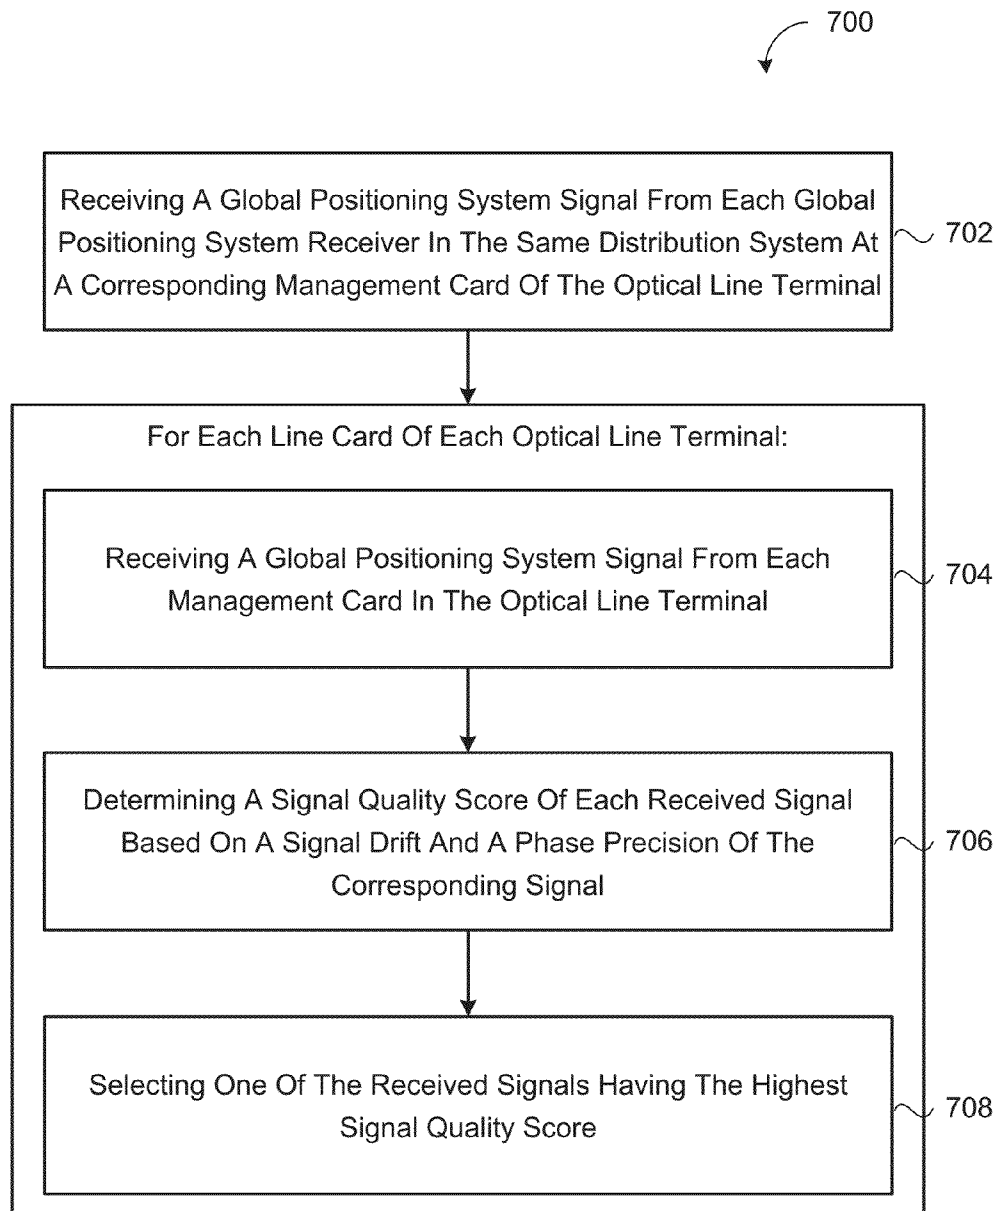 700
Receiving A Global Positioning System Signal From Each Global
Positioning System Receiver In The Same Distribution System At
A Corresponding Management Card Of The Optical Line Terminal
702
For Each Line Card Of Each Optical Line Terminal:
Receiving A Global Positioning System Signal From Each
Management Card In The Optical Line Terminal
704
Determining A Signal Quality Score Of Each Received Signal
Based On A Signal Drift And A Phase Precision Of The
Corresponding Signal
706
Selecting One Of The Received Signals Having The Highest
Signal Quality Score
708